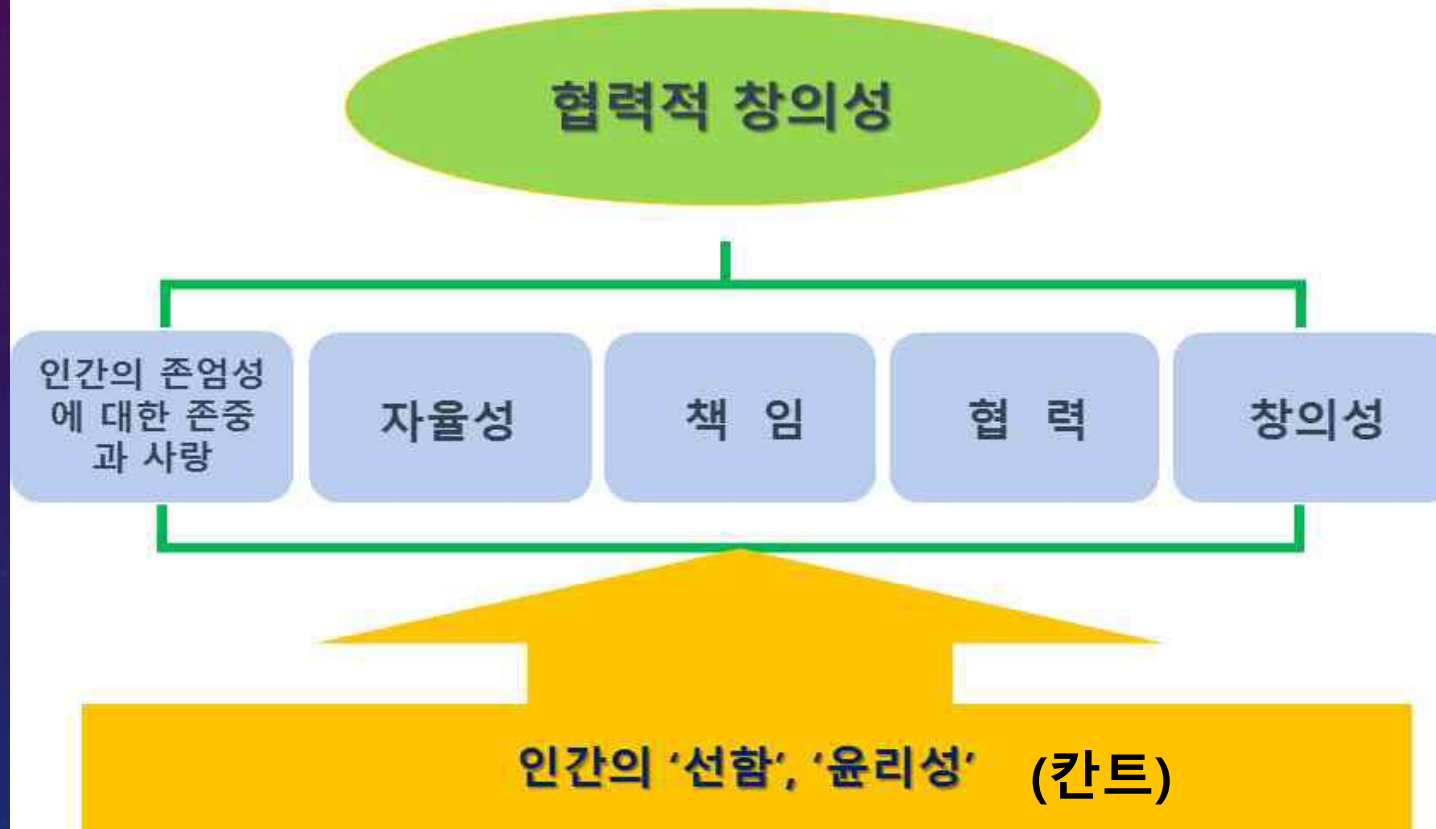 협력적 창의성
인간의 존엄성
에 대한 존중
과 사랑
자율성
책 임
협 력
창의성
인간의 ‘선함’, ‘윤리성’ (칸트)